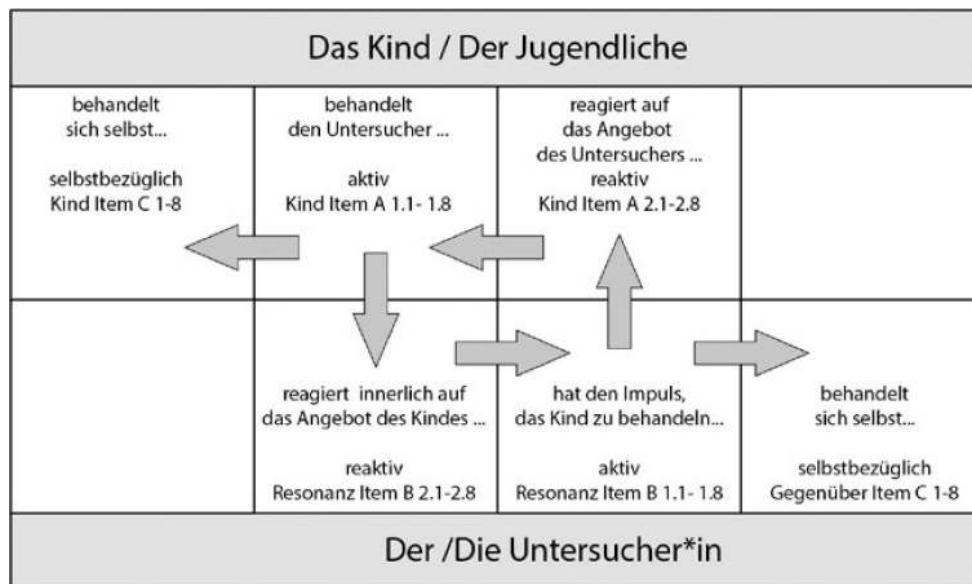 Das Kind / Der Jugendliche
behandelt
sich selbst...
selbstbezüglich
Kind Item C 1-8
behandelt
den Untersucher ...
aktiv
Kind Item A 1.1- 1.8
reagiert auf
das Angebot
des Untersuchers ...
reaktiv
Kind Item A 2.1-2.8
reagiert innerlich auf
das Angebot des Kindes ...
reaktiv
Resonanz Item B 2.1-2.8
hat den Impuls,
das Kind zu behandeln...
aktiv
Resonanz Item B 1.1- 1.8
behandelt
sich selbst...
selbstbezüglich
Gegenüber Item C 1-8
Der /Die Untersucher*in